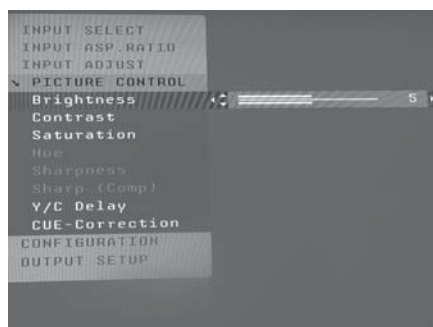 INPUT SELECT
INPUT ASP.RATIO
INPUT ADJUST
PICTURE CONTROL
Brightness 5
Contrast
Saturation
Hue
Sharpness
Sharp (Comp)
Y/C Delay
CUE-Correction
CONFIGURATION
OUTPUT SETUP